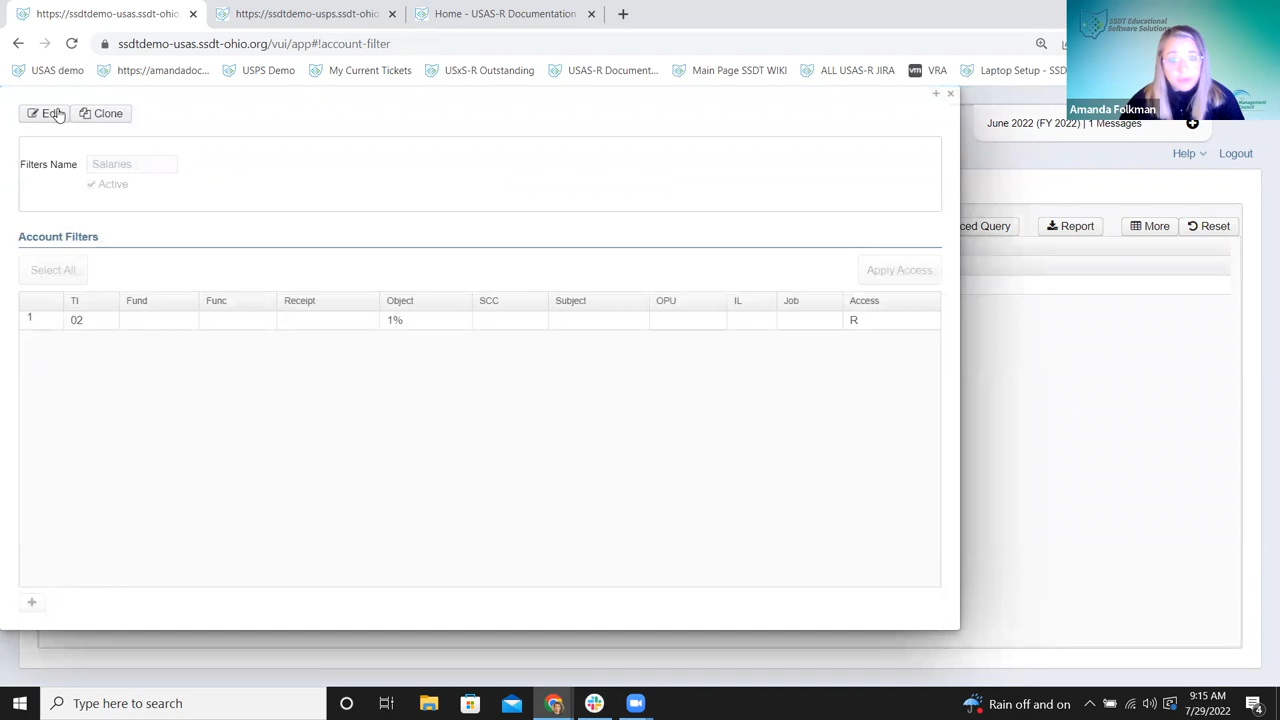 https://ssdtdemo-usas.ssdt-ohio
https://ssdtdemo-usps.ssdt-ohio
Home - USAS-R Documentation
ssdtdemo-usas.ssdt-ohio.org/vui/app#!account-filter
USAS demo
https://amandadoc...
USPS Demo
My Current Tickets
USxS-R Outstanding
USAS-R Document...
Main Page SSDT WIKI
ALL USAS-R JIRA
vm VRA
Laptop Setup - SSD
SSDT Educational
Software Solutions
Management
Council
Amanda Folkman
Edit
Clone
June 2022 (FY 2022) | 1 Messages
Help
Logout
Filters Name
Salaries
Active
ced Query
Report
More
Reset
Account Filters
Select All
Apply Access
TI Fund Func Receipt Object SCC Subject OPU IL Job Access
1 02 1% R
Type here to search
Rain off and on
9:15 AM
7/29/2022
4